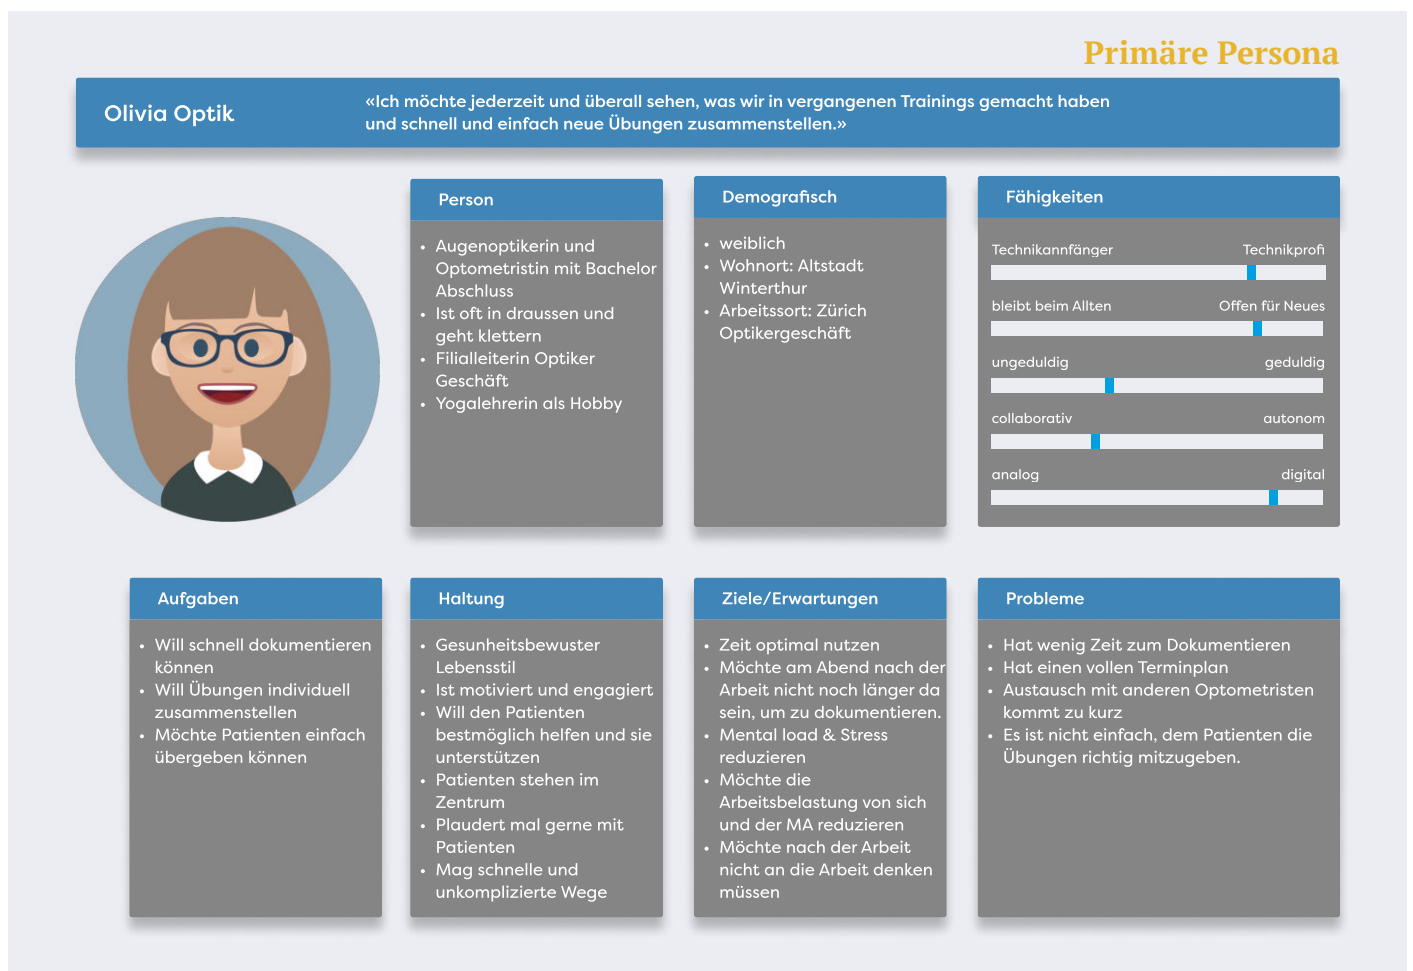 Primäre Persona
Olivia Optik
«Ich möchte jederzeit und überall sehen, was wir in vergangenen Trainings gemacht haben
und schnell und einfach neue Übungen zusammenstellen.»
Person
• Augenoptikerin und
Optometristin mit Bachelor
Abschluss
• Ist oft in draussen und
geht klettern
• Filialleiterin Optiker
Geschäft
• Yogalehrerin als Hobby
Demografisch
• weiblich
• Wohnort: Altstadt
Winterthur
• Arbeitssort: Zürich
Optikergeschäft
Fähigkeiten
Technikannfänger Technikprofi
bleibt beim Allten Offen für Neues
ungeduldig geduldig
collaborativ autonom
analog digital
Aufgaben
• Will schnell dokumentieren
können
• Will Übungen individuell
zusammenstellen
• Möchte Patienten einfach
übergeben können
Haltung
• Gesunheitsbewuster
Lebensstil
• Ist motiviert und engagiert
• Will den Patienten
bestmöglich helfen und sie
unterstützen
• Patienten stehen im
Zentrum
• Plaudert mal gerne mit
Patienten
• Mag schnelle und
unkomplizierte Wege
Ziele/Erwartungen
• Zeit optimal nutzen
• Möchte am Abend nach der
Arbeit nicht noch länger da
sein, um zu dokumentieren.
• Mental load & Stress
reduzieren
• Möchte die
Arbeitsbelastung von sich
und der MA reduzieren
• Möchte nach der Arbeit
nicht an die Arbeit denken
müssen
Probleme
• Hat wenig Zeit zum Dokumentieren
• Hat einen vollen Terminplan
• Austausch mit anderen Optometristen
kommt zu kurz
• Es ist nicht einfach, dem Patienten die
Übungen richtig mitzugeben.